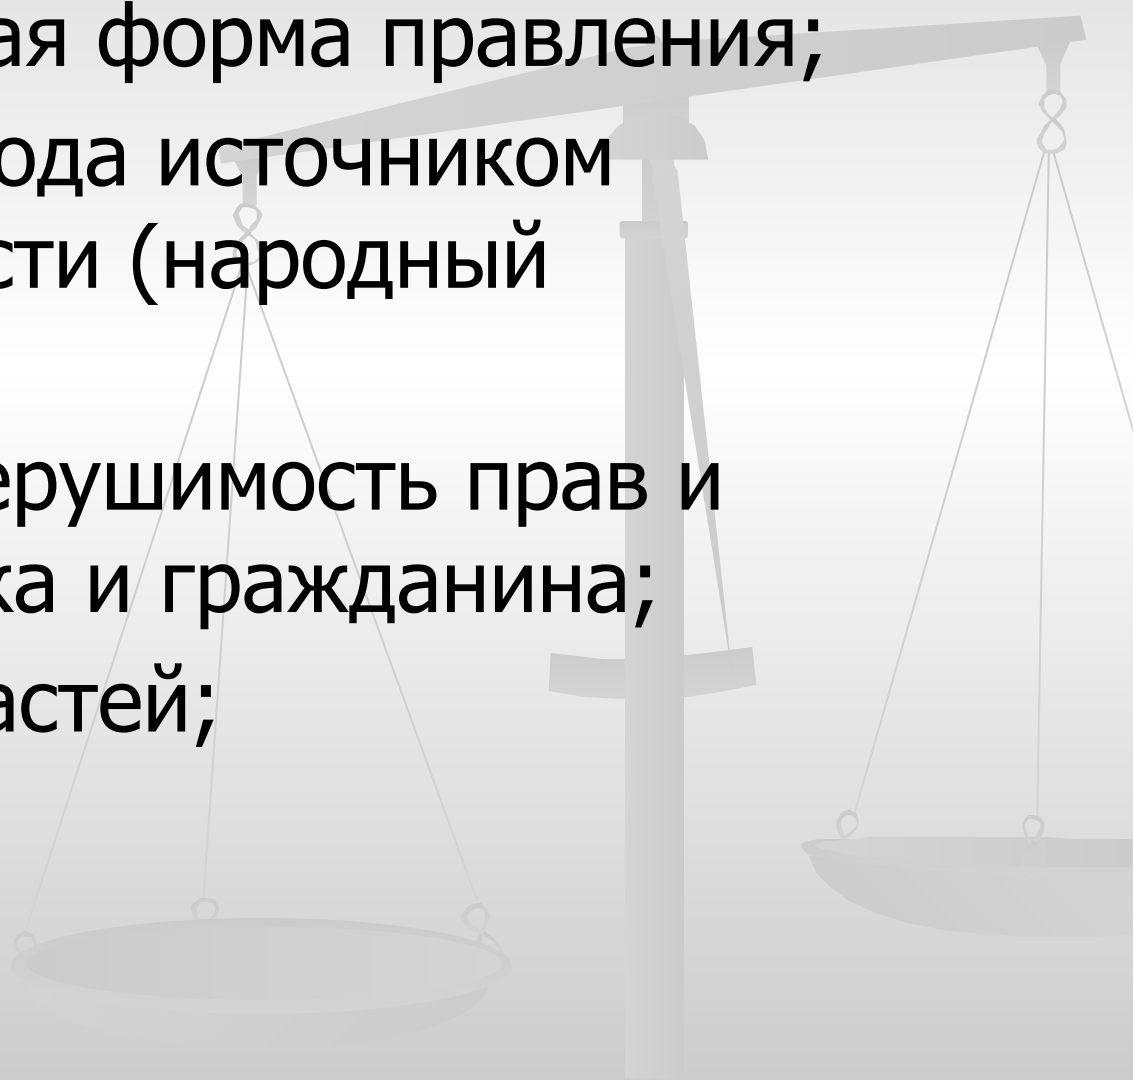 ая форма правления;
ода источником
сти (народный
ерушимость прав и
ка и гражданина;
астей;